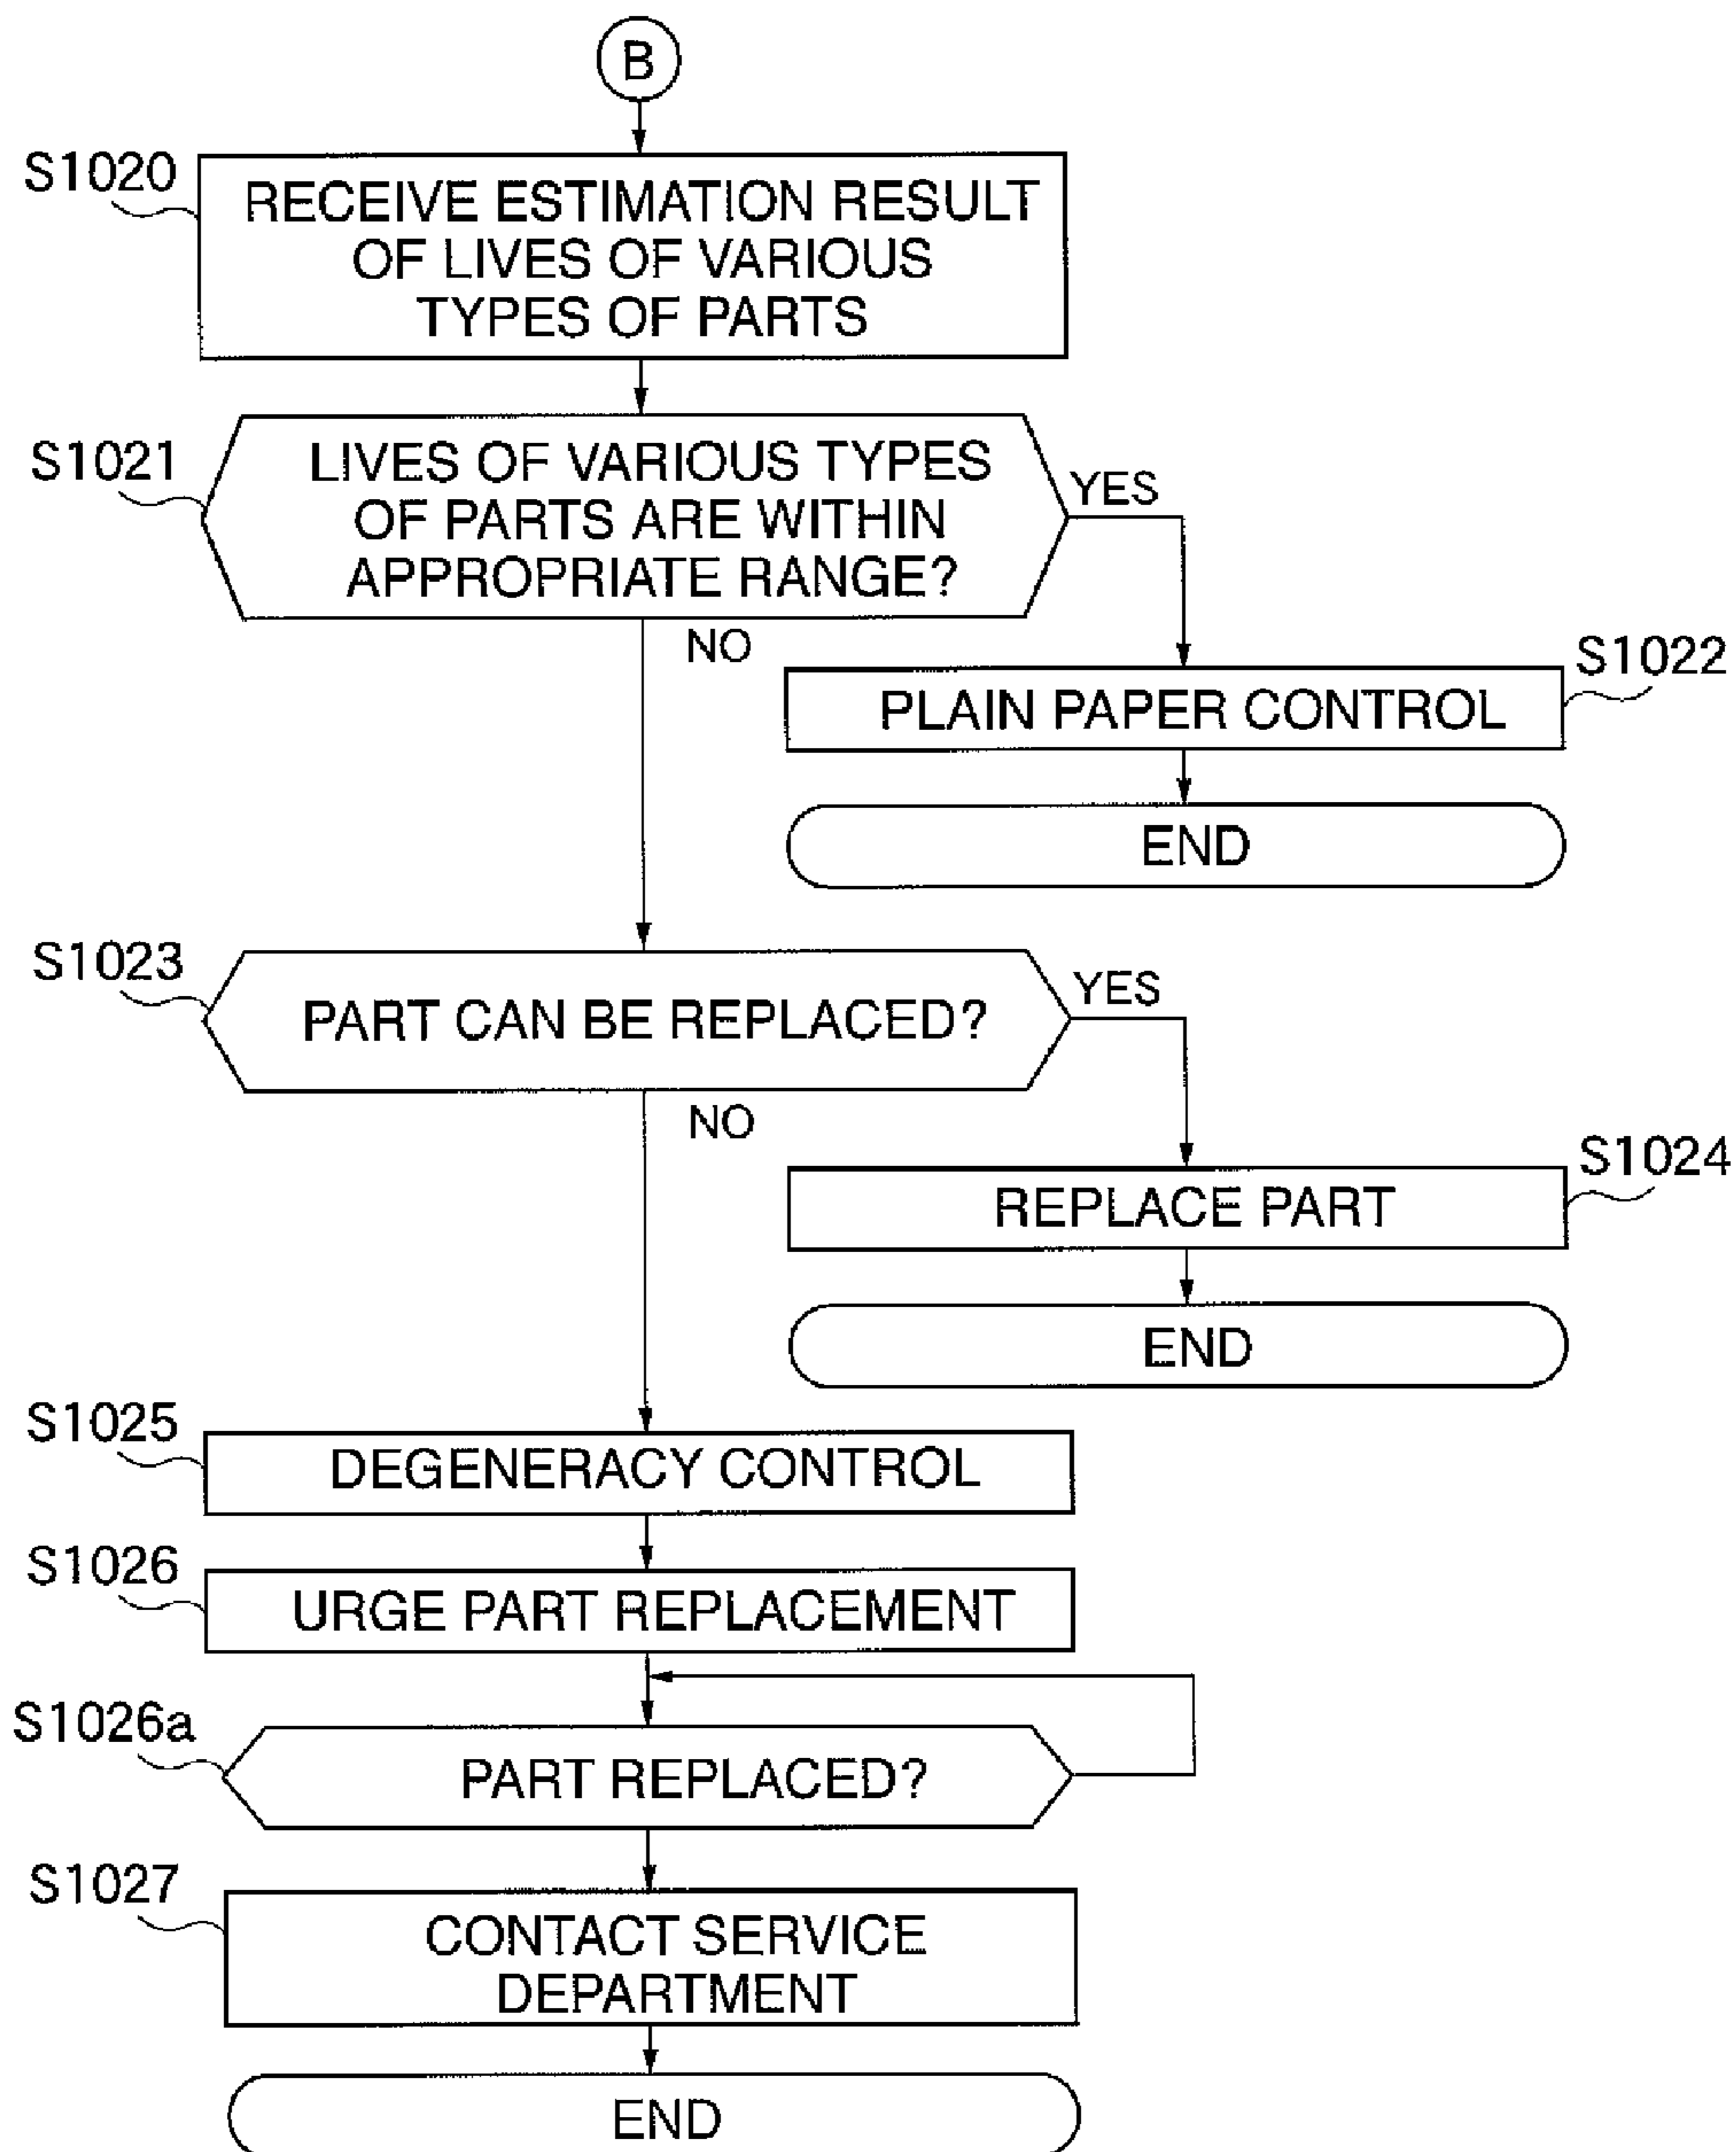 B
S1020
RECEIVE ESTIMATION RESULT
OF LIVES OF VARIOUS
TYPES OF PARTS
S1021
LIVES OF VARIOUS TYPES
OF PARTS ARE WITHIN
APPROPRIATE RANGE?
YES
NO
S1022
PLAIN PAPER CONTROL
END
S1023
PART CAN BE REPLACED?
YES
NO
S1024
REPLACE PART
END
S1025
DEGENERACY CONTROL
S1026
URGE PART REPLACEMENT
S1026a
PART REPLACED?
S1027
CONTACT SERVICE
DEPARTMENT
END